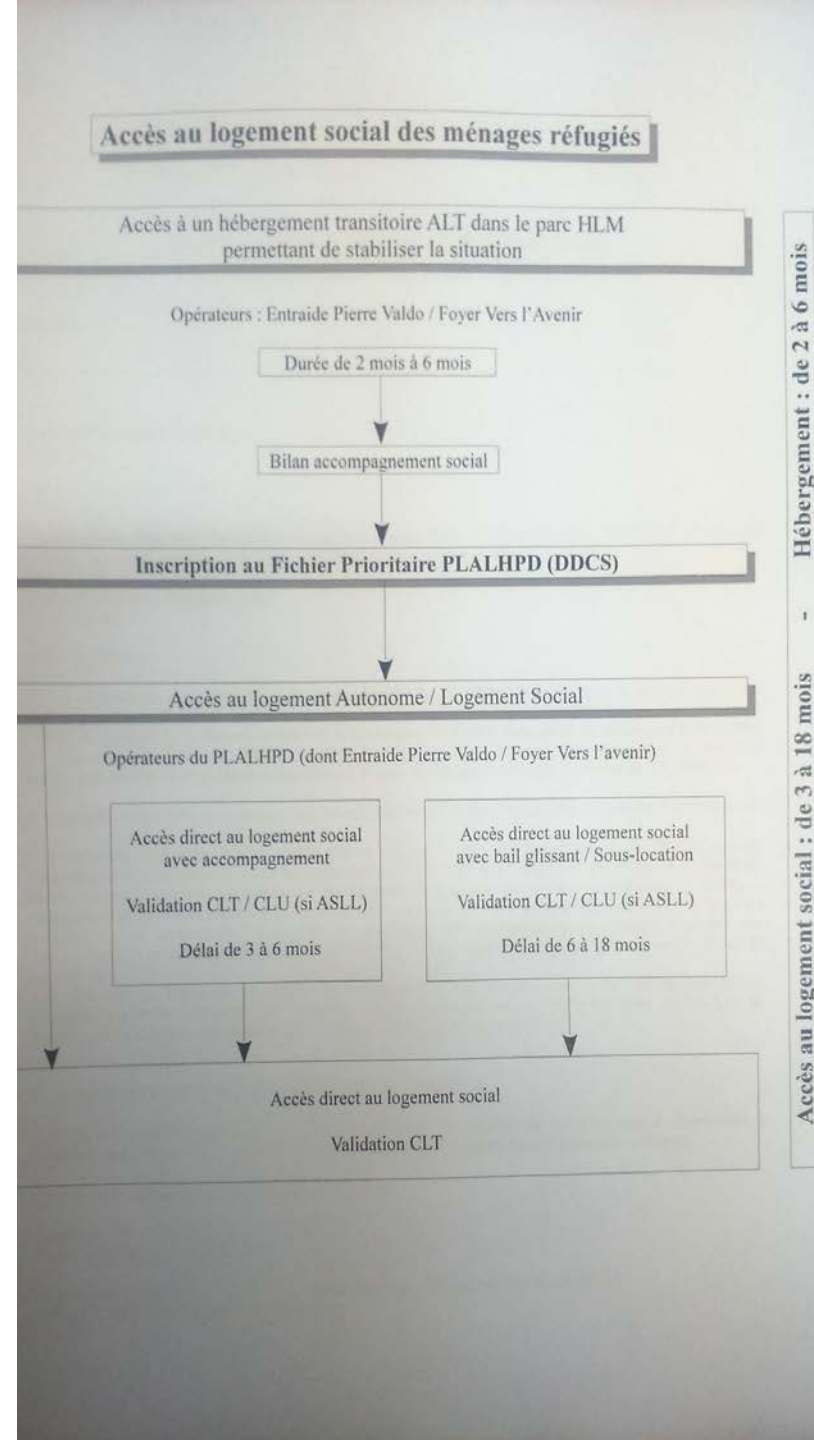 Accès au logement social des ménages réfugiés
Accès à un hébergement transitoire ALT dans le parc HLM
permettant de stabiliser la situation
Opérateurs : Entraide Pierre Valdo / Foyer Vers l'Avenir
Durée de 2 mois à 6 mois
Bilan accompagnement social
Inscription au Fichier Prioritaire PLALHPD (DDCS)
Accès au logement Autonome / Logement Social
Opérateurs du PLALHPD (dont Entraide Pierre Valdo / Foyer Vers l'avenir)
Accès direct au logement social
avec accompagnement
Validation CLT / CLU (si ASLL)
Délai de 3 à 6 mois
Accès direct au logement social
avec bail glissant / Sous-location
Validation CLT / CLU (si ASLL)
Délai de 6 à 18 mois
Accès direct au logement social
Validation CLT
Accès au logement social : de 3 à 18 mois - Hébergement : de 2 à 6 mois